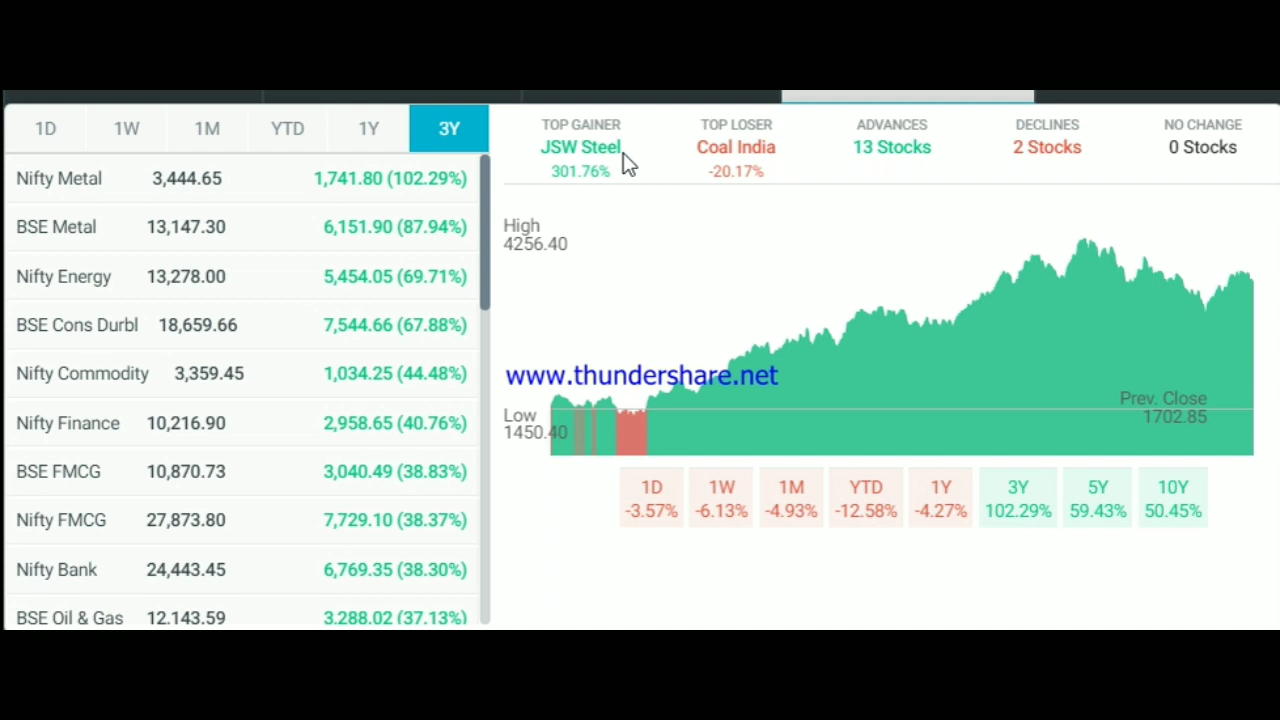 1D 1W 1M YTD 1Y 3Y
Nifty Metal 3,444.65 1,741.80 (102.29%)
BSE Metal 13,147.30 6,151.90 (87.94%)
Nifty Energy 13,278.00 5,454.05 (69.71%)
BSE Cons Durbl 18,659.66 7,544.66 (67.88%)
Nifty Commodity 3,359.45 1,034.25 (44.48%)
Nifty Finance 10,216.90 2,958.65 (40.76%)
BSE FMCG 10,870.73 3,040.49 (38.83%)
Nifty FMCG 27,873.80 7,729.10 (38.37%)
Nifty Bank 24,443.45 6,769.35 (38.30%)
BSE Oil & Gas 12.143.59 3.288.02 (37.13%)
TOP GAINER TOP LOSER ADVANCES DECLINES NO CHANGE
JSW Steel Coal India 13 Stocks 2 Stocks 0 Stocks
301.76% -20.17%
High
4256.40
www.thundershare.net
Low
1450.40
Prev. Close
1702.85
1D 1W 1M YTD 1Y 3Y 5Y 10Y
-3.57% -6.13% -4.93% -12.58% -4.27% 102.29% 59.43% 50.45%